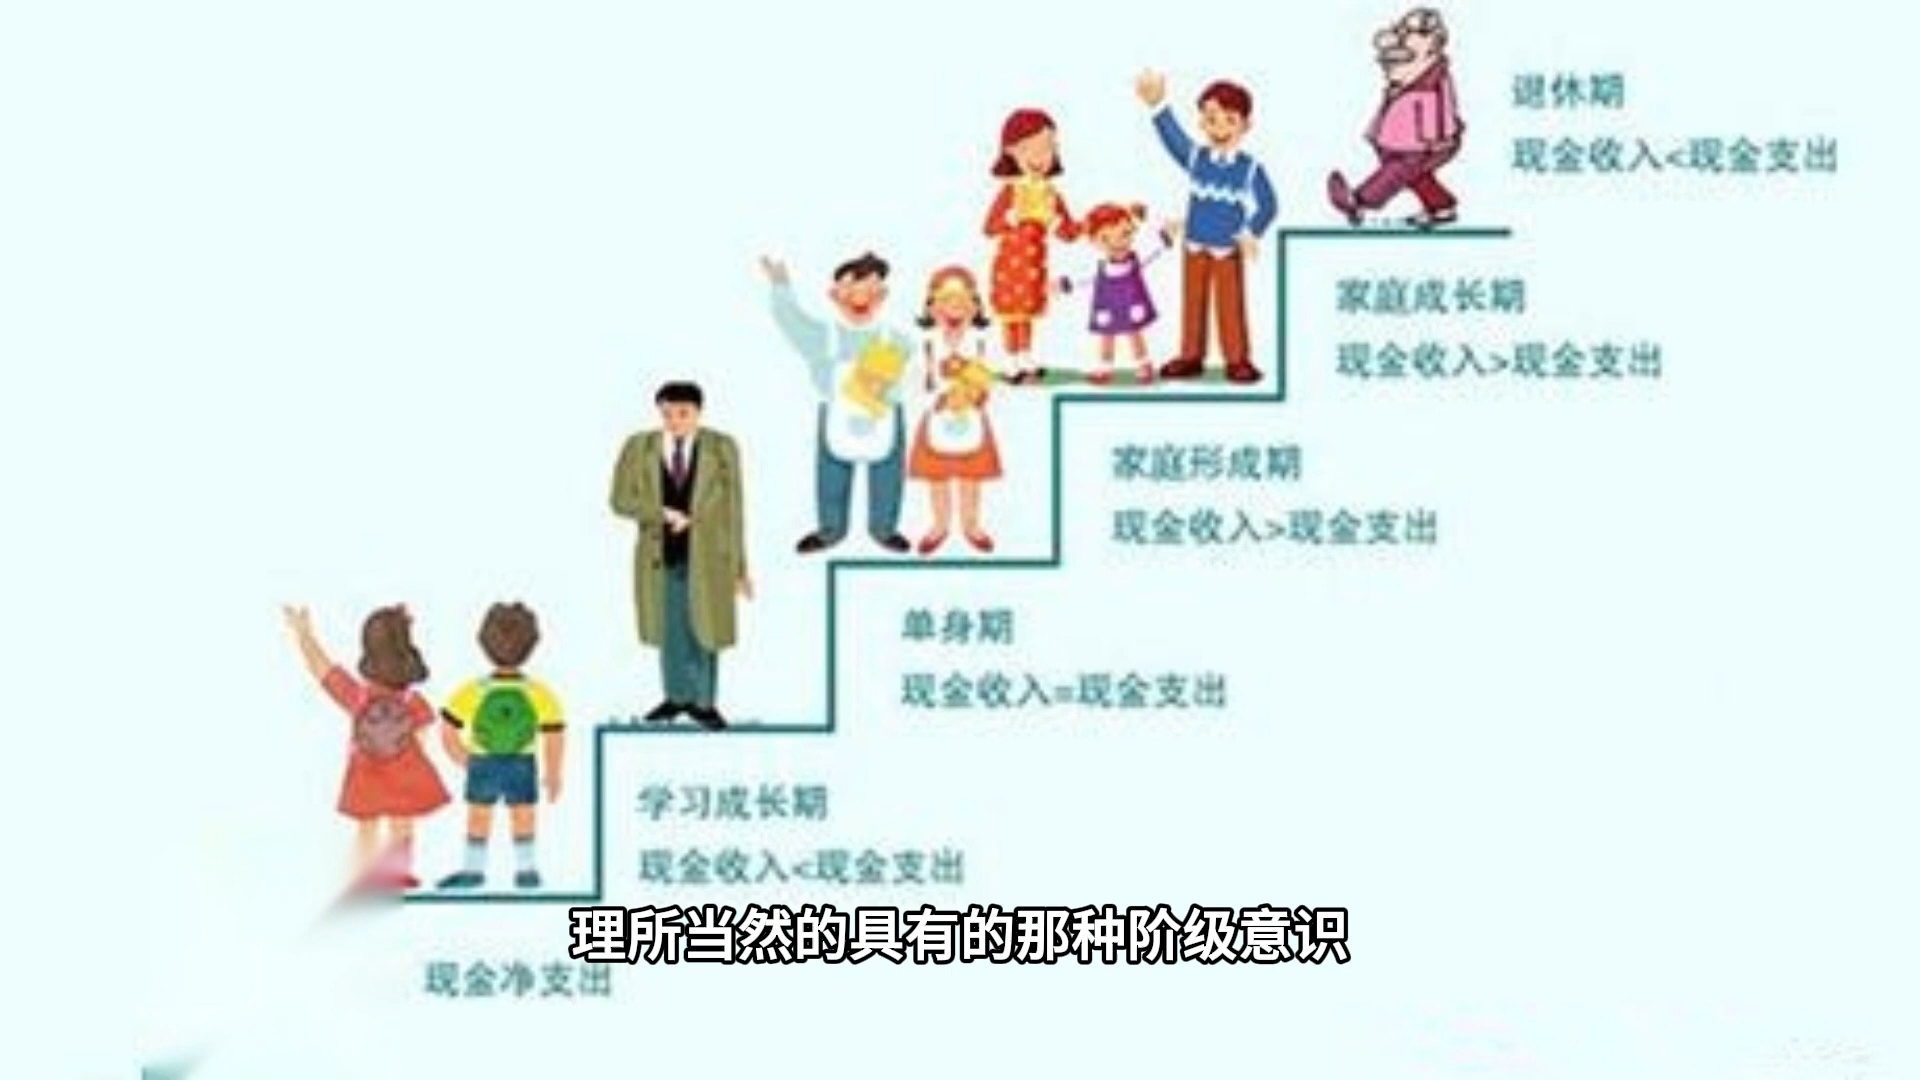 退休期
现金收入<现金支出
家庭成长期
现金收入>现金支出
家庭形成期
现金收入>现金支出
单身期
现金收入=现金支出
学习成长期
现金收入<现金支出
理所当然的具有的那种阶级意识
现金净支出